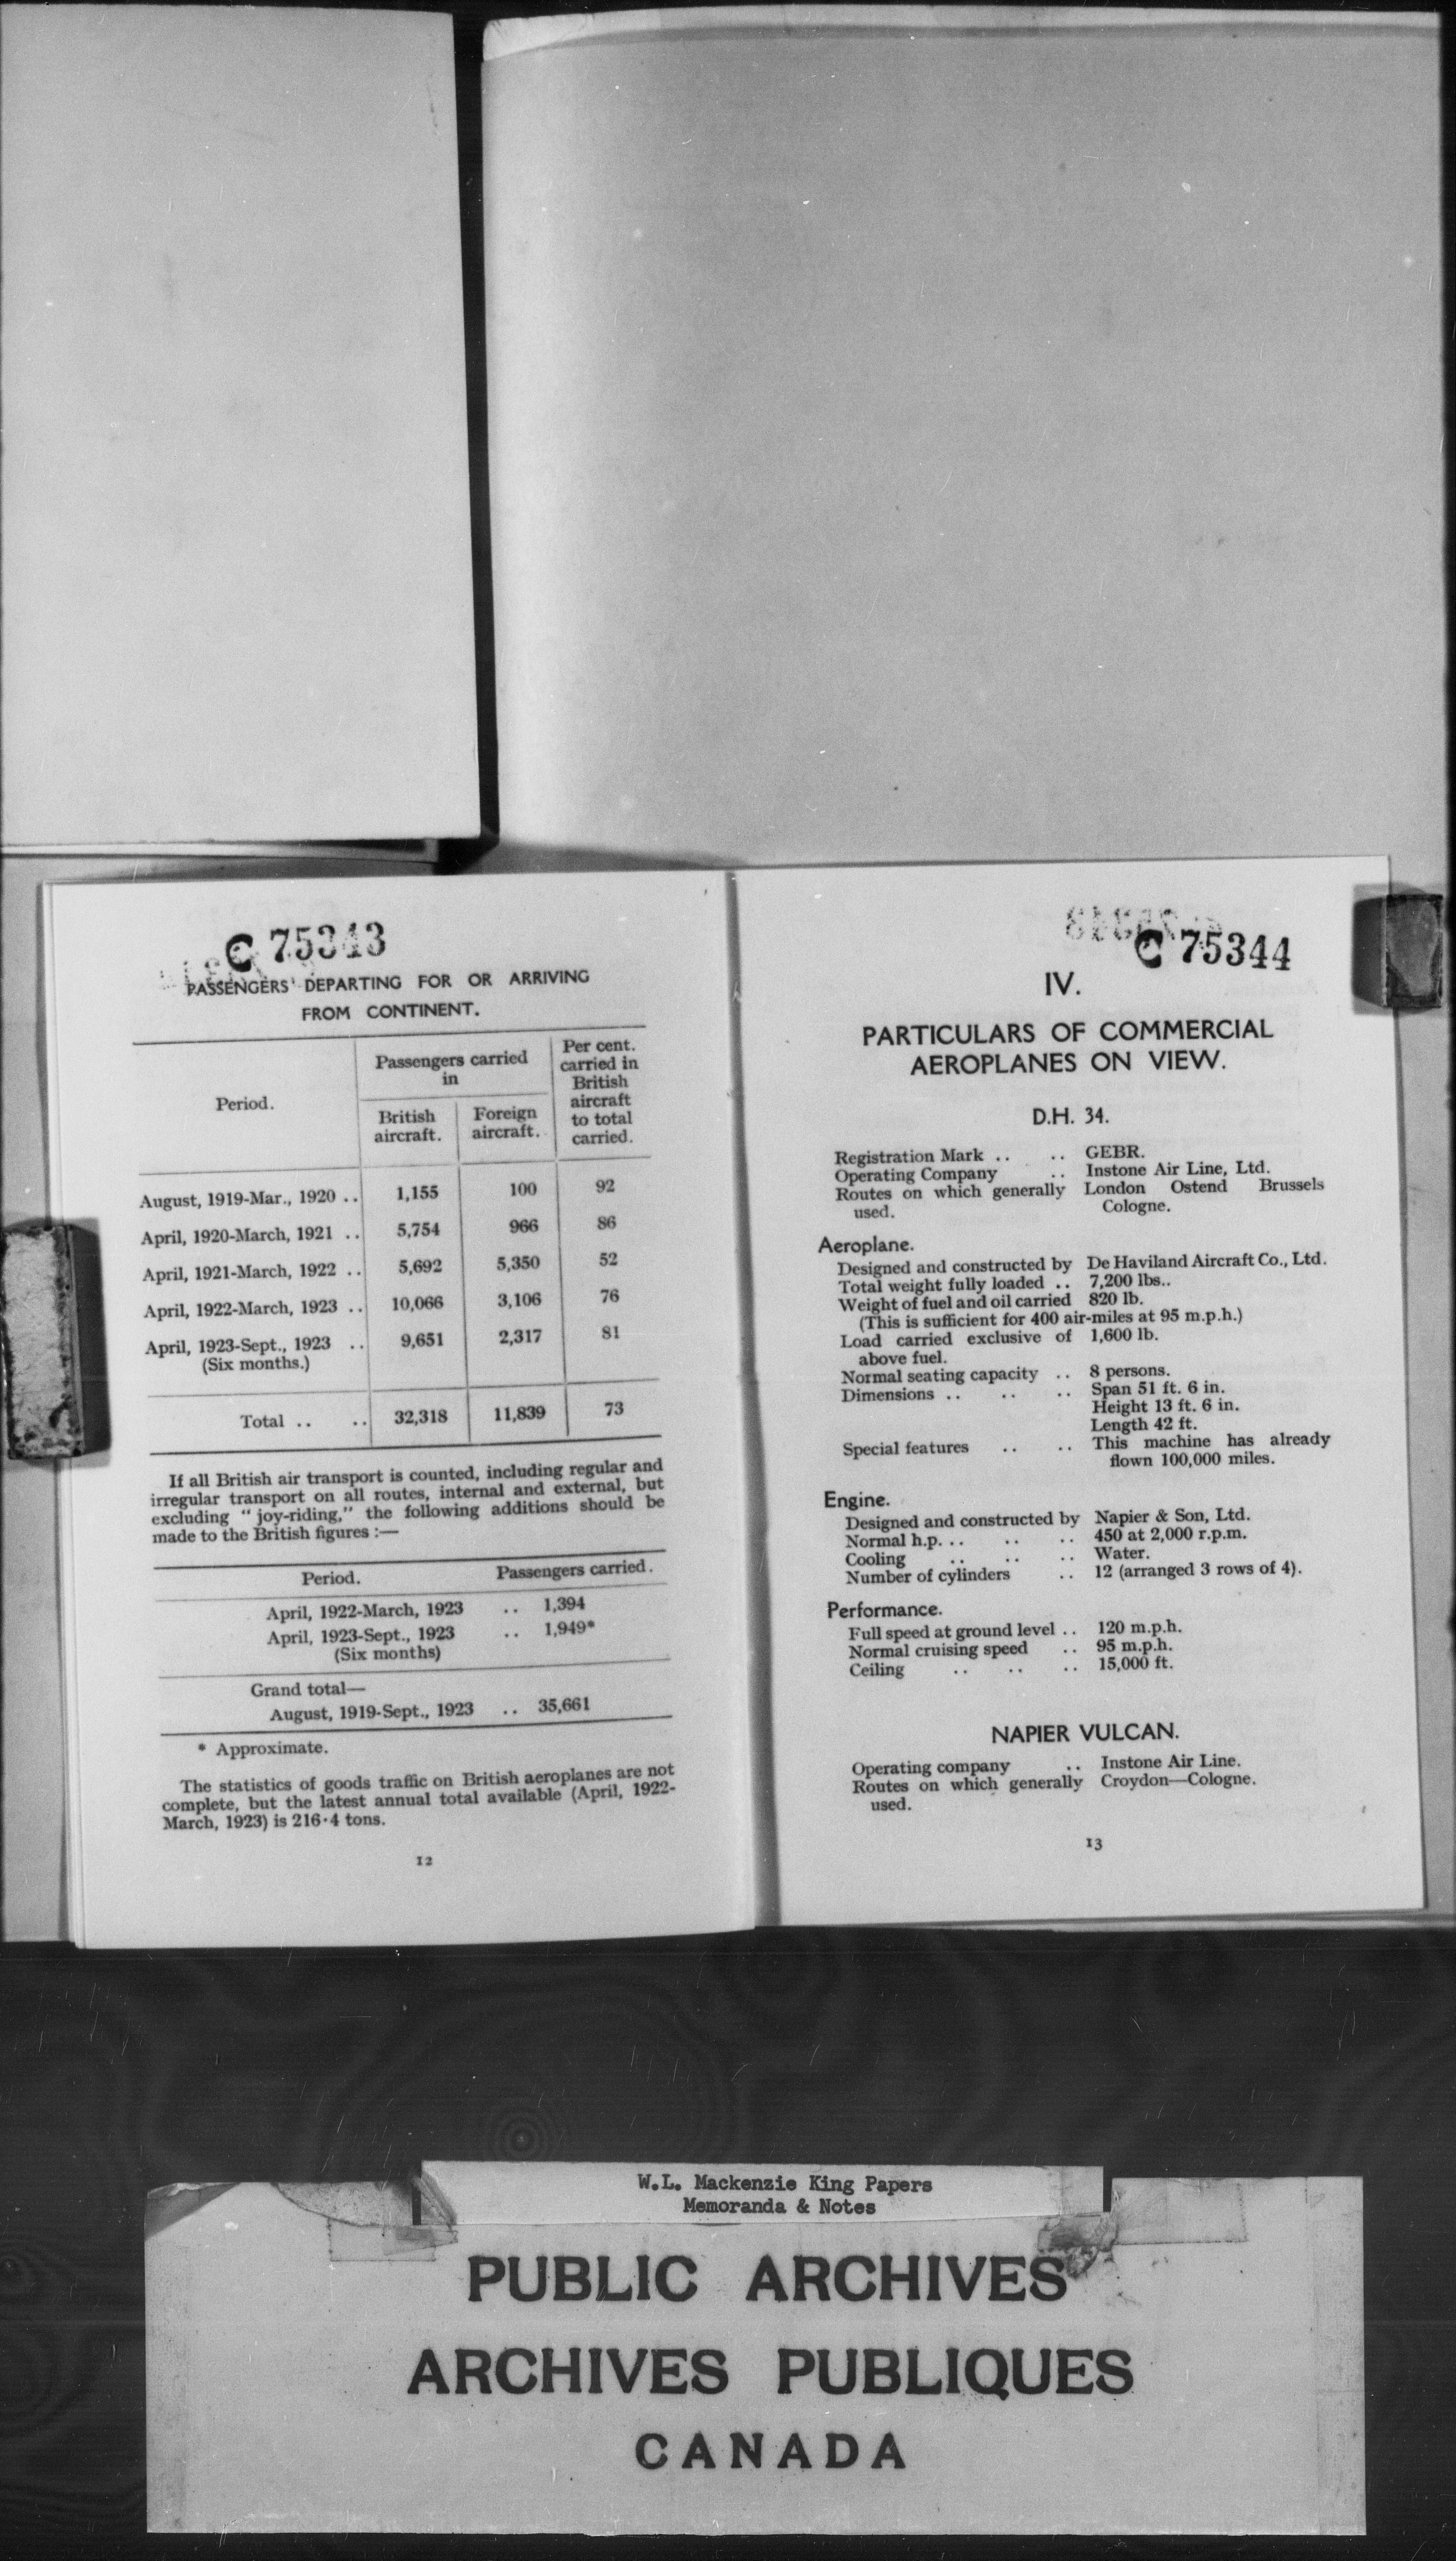 C 75343
PASSENGERS DEPARTING FOR OR ARRIVING
FROM CONTINENT.
Period.
Passengers carried
in
British
aircraft.
Foreign
aircraft.
Per cent.
carried in
British
aircraft
to total
carried.
August, 1919-Mar., 1920 .. 1,155 100 92
April, 1920-March, 1921 .. 5,754 966 86
April, 1921-March, 1922 .. 5,692 5,350 52
April, 1922-March, 1923 .. 10,066 3,106 76
April, 1923-Sept., 1923 .. 9,651 2,317 81
(Six months.)
Total .. .. 32,318 11,839 73
If all British air transport is counted, including regular and
irregular transport on all routes, internal and external, but
excluding “ joy-riding,” the following additions should be
made to the British figures :—
Period. Passengers carried.
April, 1922-March, 1923 .. 1,394
April, 1923-Sept., 1923 .. 1,949*
(Six months)
Grand total—
August, 1919-Sept., 1923 .. 35,661
* Approximate.
The statistics of goods traffic on British aeroplanes are not
complete, but the latest annual total available (April, 1922-
March, 1923) is 216·4 tons.
12
C 75344
IV.
PARTICULARS OF COMMERCIAL
AEROPLANES ON VIEW.
D.H. 34.
Registration Mark .. .. GEBR.
Operating Company .. Instone Air Line, Ltd.
Routes on which generally London Ostend Brussels
used. Cologne.
Aeroplane.
Designed and constructed by De Haviland Aircraft Co., Ltd.
Total weight fully loaded .. 7,200 lbs..
Weight of fuel and oil carried 820 lb.
(This is sufficient for 400 air-miles at 95 m.p.h.)
Load carried exclusive of 1,600 lb.
above fuel.
Normal seating capacity .. 8 persons.
Dimensions .. .. .. Span 51 ft. 6 in.
Height 13 ft. 6 in.
Length 42 ft.
Special features .. .. This machine has already
flown 100,000 miles.
Engine.
Designed and constructed by Napier & Son, Ltd.
Normal h.p. .. .. .. 450 at 2,000 r.p.m.
Cooling .. .. .. Water.
Number of cylinders .. 12 (arranged 3 rows of 4).
Performance.
Full speed at ground level .. 120 m.p.h.
Normal cruising speed .. 95 m.p.h.
Ceiling .. .. .. 15,000 ft.
NAPIER VULCAN.
Operating company .. Instone Air Line.
Routes on which generally Croydon—Cologne.
used.
13
W.L. Mackenzie King Papers
Memoranda & Notes
PUBLIC ARCHIVES
ARCHIVES PUBLIQUES
CANADA